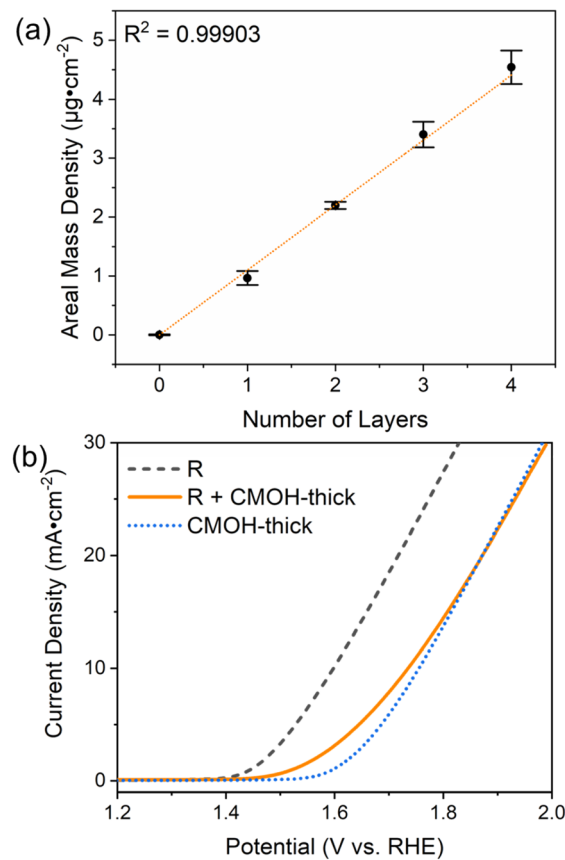 (a)
R² = 0.99903
Areal Mass Density (µg•cm⁻²)
5
4
3
2
1
0
0 1 2 3 4
Number of Layers
(b)
R
R + CMOH-thick
CMOH-thick
Current Density (mA•cm⁻²)
30
20
10
0
1.2 1.4 1.6 1.8 2.0
Potential (V vs. RHE)